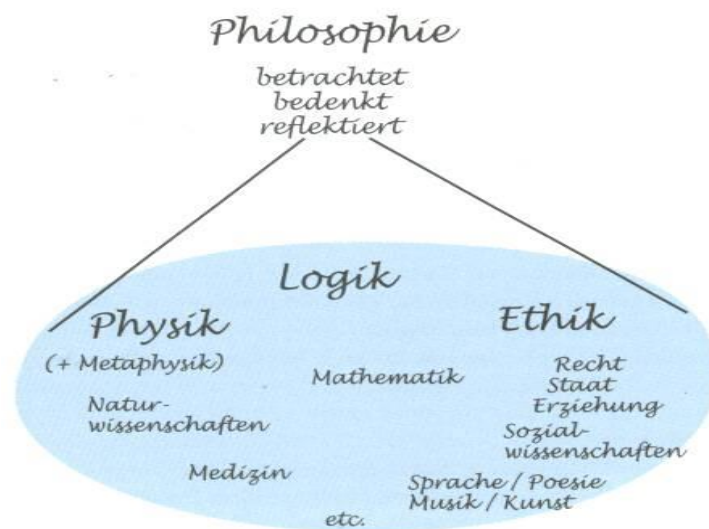 Philosophie
betrachtet
bedenkt
reflektiert
Logik
Physik
Ethik
(+ Metaphysik)
Mathematik
Recht
Staat
Erziehung
Natur-
wissenschaften
Sozial-
wissenschaften
Medizin
Sprache / Poesie
Musik / Kunst
etc.